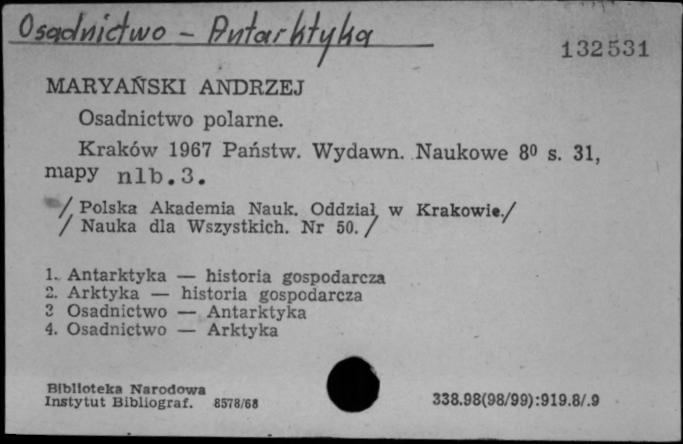 Osadnictwo - Antarktyka
132531
MARYAŃSKI ANDRZEJ
Osadnictwo polarne.
Kraków 1967 Państw. Wydawn. Naukowe 8⁰ s. 31,
mapy nlb.3.
/ Polska Akademia Nauk. Oddział w Krakowie./
/ Nauka dla Wszystkich. Nr 50. /
1. Antarktyka — historia gospodarcza
2. Arktyka — historia gospodarcza
3 Osadnictwo — Antarktyka
4. Osadnictwo — Arktyka
Biblioteka Narodowa
Instytut Bibliograf. 8578/68
338.98(98/99):919.8/.9